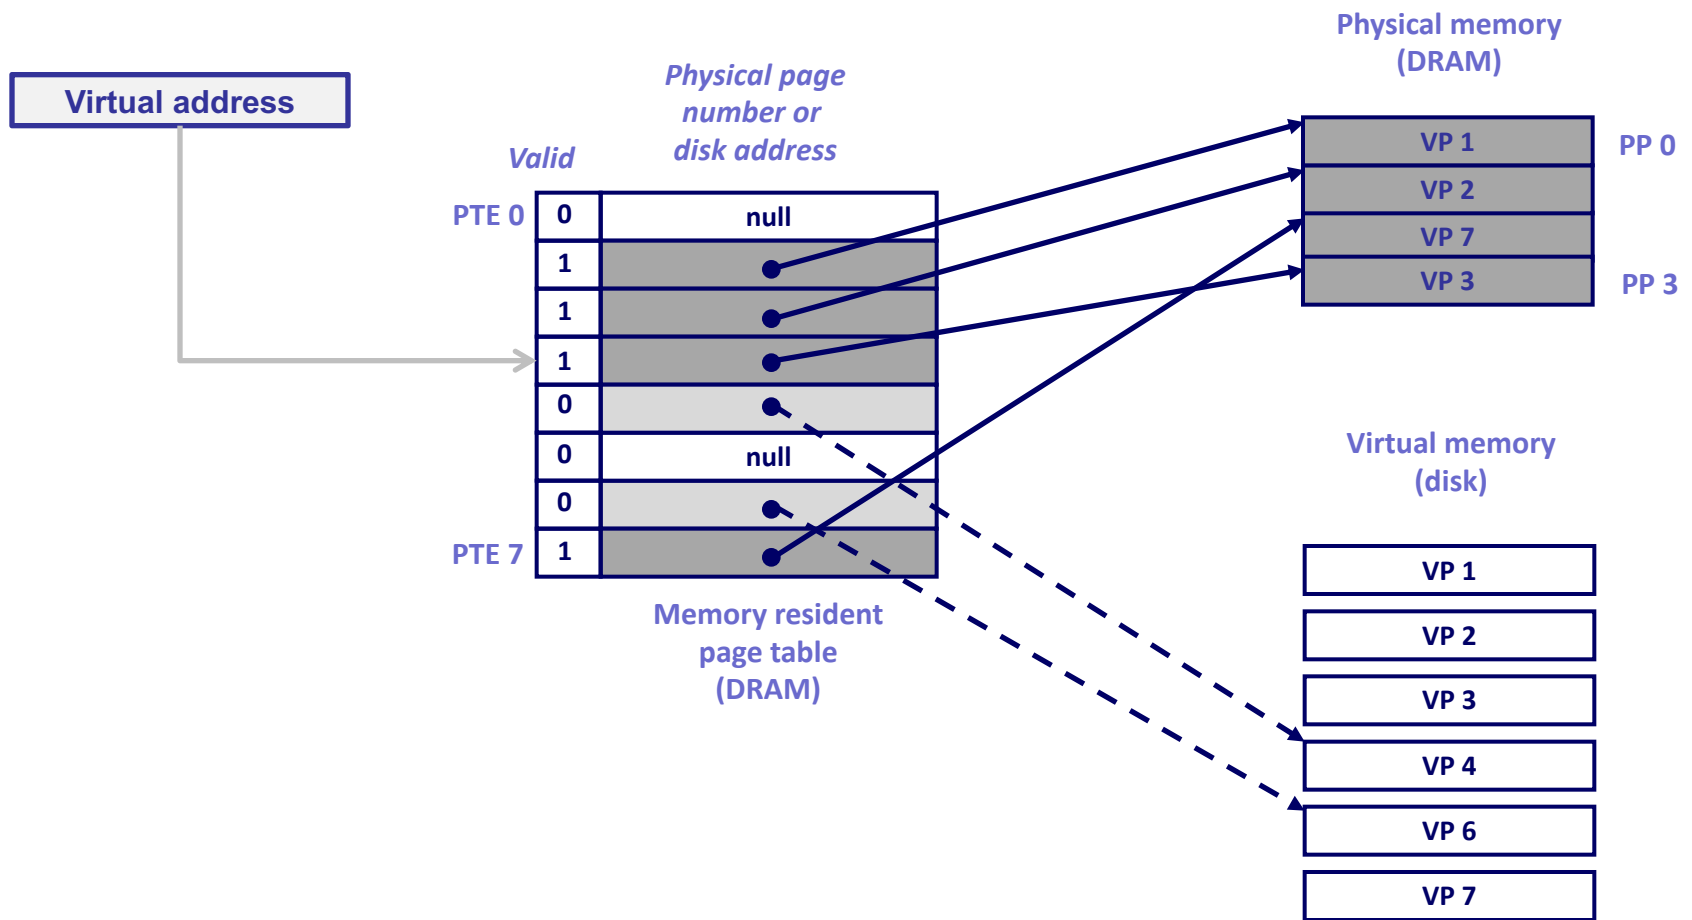 Virtual address
Physical page
number or
disk address
Valid
PTE 0
0
null
1
1
1
0
0
null
0
PTE 7
1
Memory resident
page table
(DRAM)
Physical memory
(DRAM)
VP 1
PP 0
VP 2
VP 7
VP 3
PP 3
Virtual memory
(disk)
VP 1
VP 2
VP 3
VP 4
VP 6
VP 7